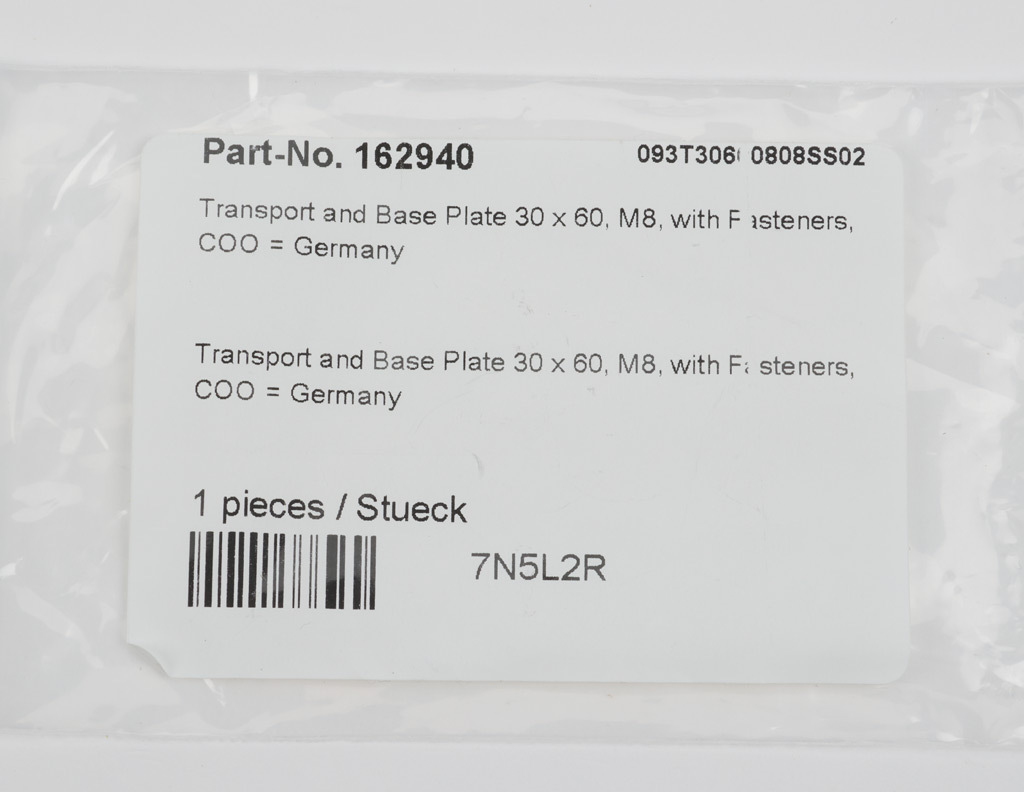 Part-No. 162940 093T306 0808SS02
Transport and Base Plate 30 x 60, M8, with Fasteners,
COO = Germany
Transport and Base Plate 30 x 60, M8, with Fasteners,
COO = Germany
1 pieces / Stueck
7N5L2R